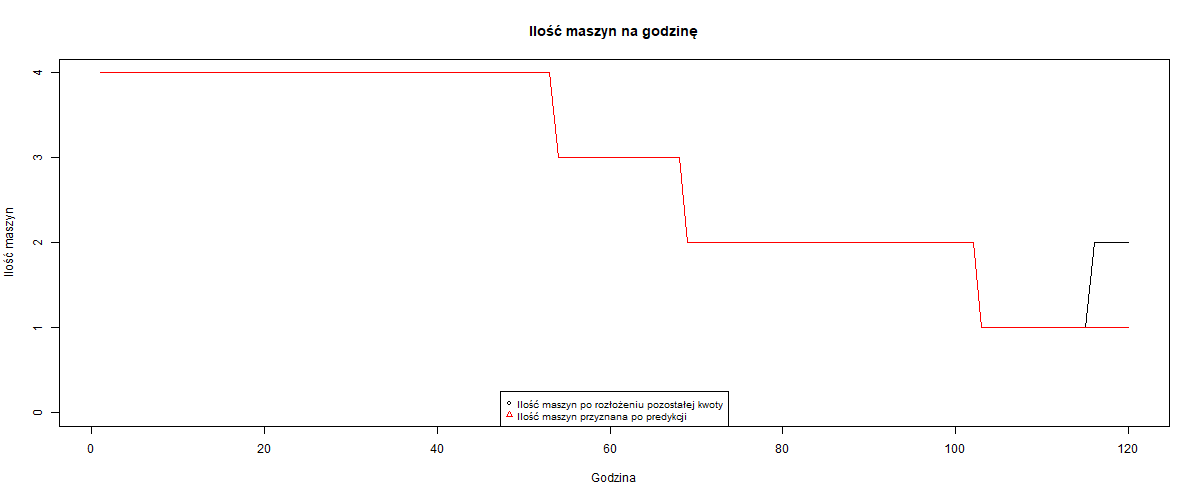 Ilość maszyn na godzinę
Ilość maszyn
4
3
2
1
0
Ilość maszyn po rozłożeniu pozostałej kwoty
Ilość maszyn przyznana po predykcji
0 20 40 60 80 100 120
Godzina